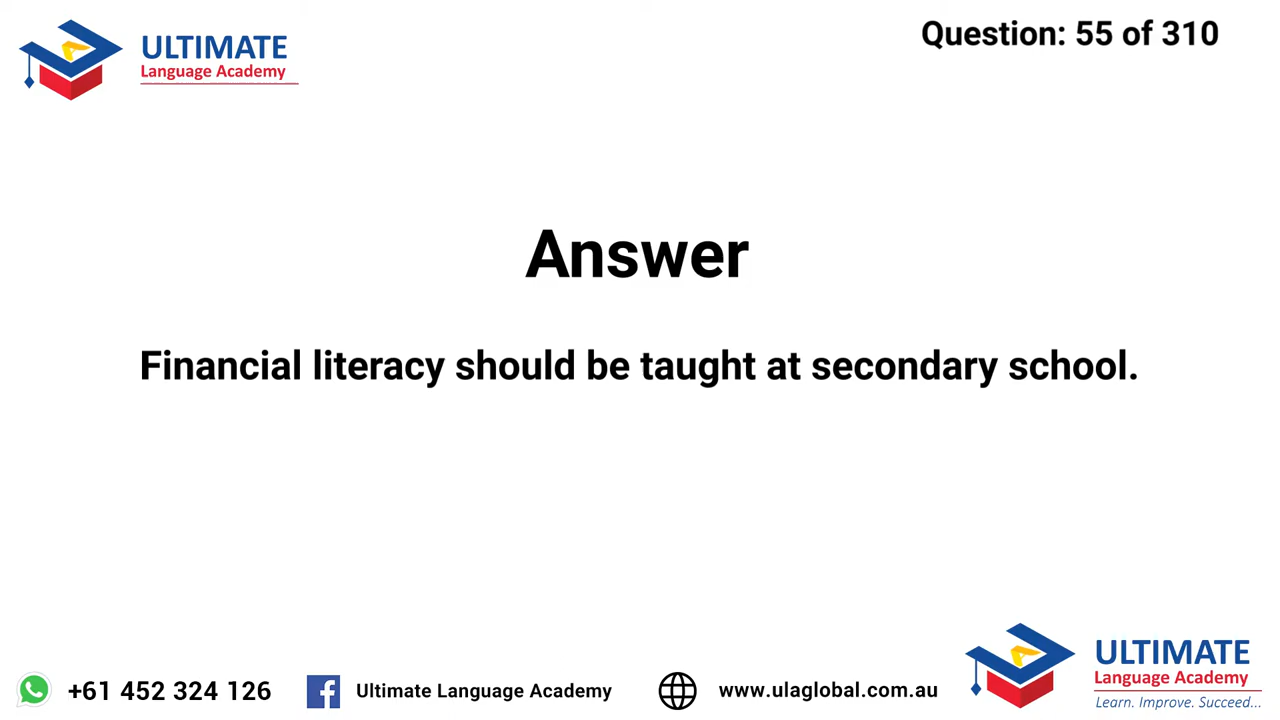 ULTIMATE
Language Academy
Question: 55 of 310
Answer
Financial literacy should be taught at secondary school.
+61 452 324 126
Ultimate Language Academy
www.ulaglobal.com.au
ULTIMATE
Language Academy
Learn. Improve. Succeed...